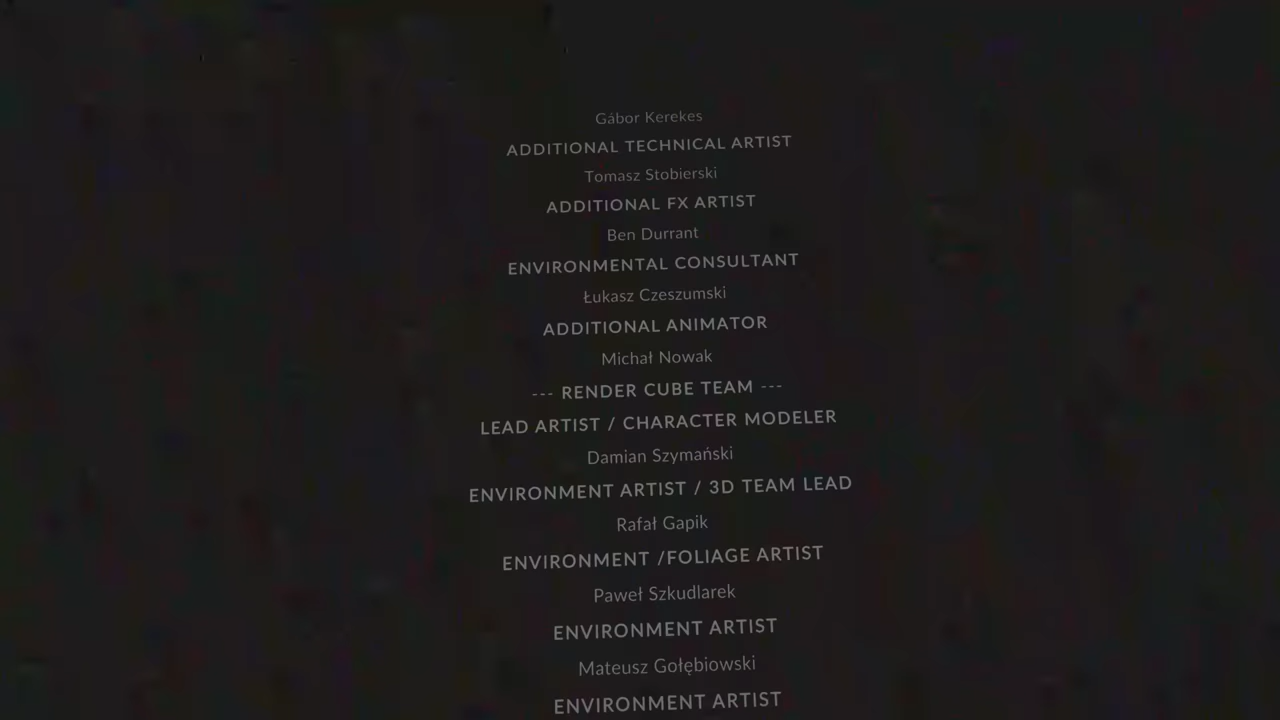 Gábor Kerekes
ADDITIONAL TECHNICAL ARTIST
Tomasz Stobierski
ADDITIONAL FX ARTIST
Ben Durrant
ENVIRONMENTAL CONSULTANT
Łukasz Czeszumski
ADDITIONAL ANIMATOR
Michał Nowak
--- RENDER CUBE TEAM ---
LEAD ARTIST / CHARACTER MODELER
Damian Szymański
ENVIRONMENT ARTIST / 3D TEAM LEAD
Rafał Gapik
ENVIRONMENT /FOLIAGE ARTIST
Paweł Szkudlarek
ENVIRONMENT ARTIST
Mateusz Gołębiowski
ENVIRONMENT ARTIST